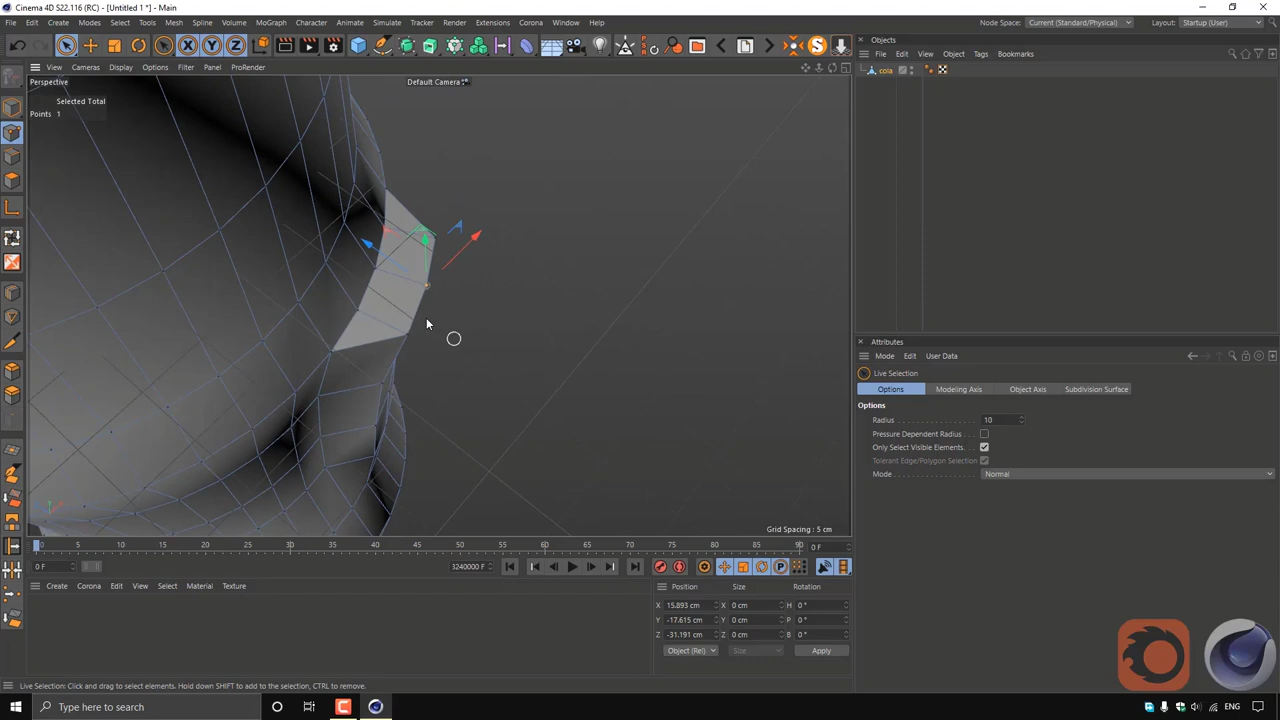 Cinema 4D S22.116 (RC) - [Untitled 1 *] - Main
File Edit Create Modes Select Tools Mesh Spline Volume MoGraph Character Animate Simulate Tracker Render Extensions Corona Window Help
Node Space: Current (Standard/Physical) Layout: Startup (User)
X Y Z
S
Objects
File Edit View Object Tags Bookmarks
View Cameras Display Options Filter Panel ProRender
cola
Perspective
Default Camera
Selected Total
Points 1
Attributes
Mode Edit User Data
Live Selection
Options Modeling Axis Object Axis Subdivision Surface
Options
Radius 10
Pressure Dependent Radius
Only Select Visible Elements
Tolerant Edge/Polygon Selection
Mode Normal
Grid Spacing : 5 cm
0 5 10 15 20 25 30 35 40 45 50 55 60 65 70 75 80 85 90 0 F
0 F 3240000 F
P
Create Corona Edit View Select Material Texture
Position Size Rotation
X 15.893 cm X 0 cm H 0 °
Y -17.615 cm Y 0 cm P 0 °
Z -31.191 cm Z 0 cm B 0 °
Object (Rel) Size Apply
Live Selection: Click and drag to select elements. Hold down SHIFT to add to the selection, CTRL to remove.
Type here to search
ENG